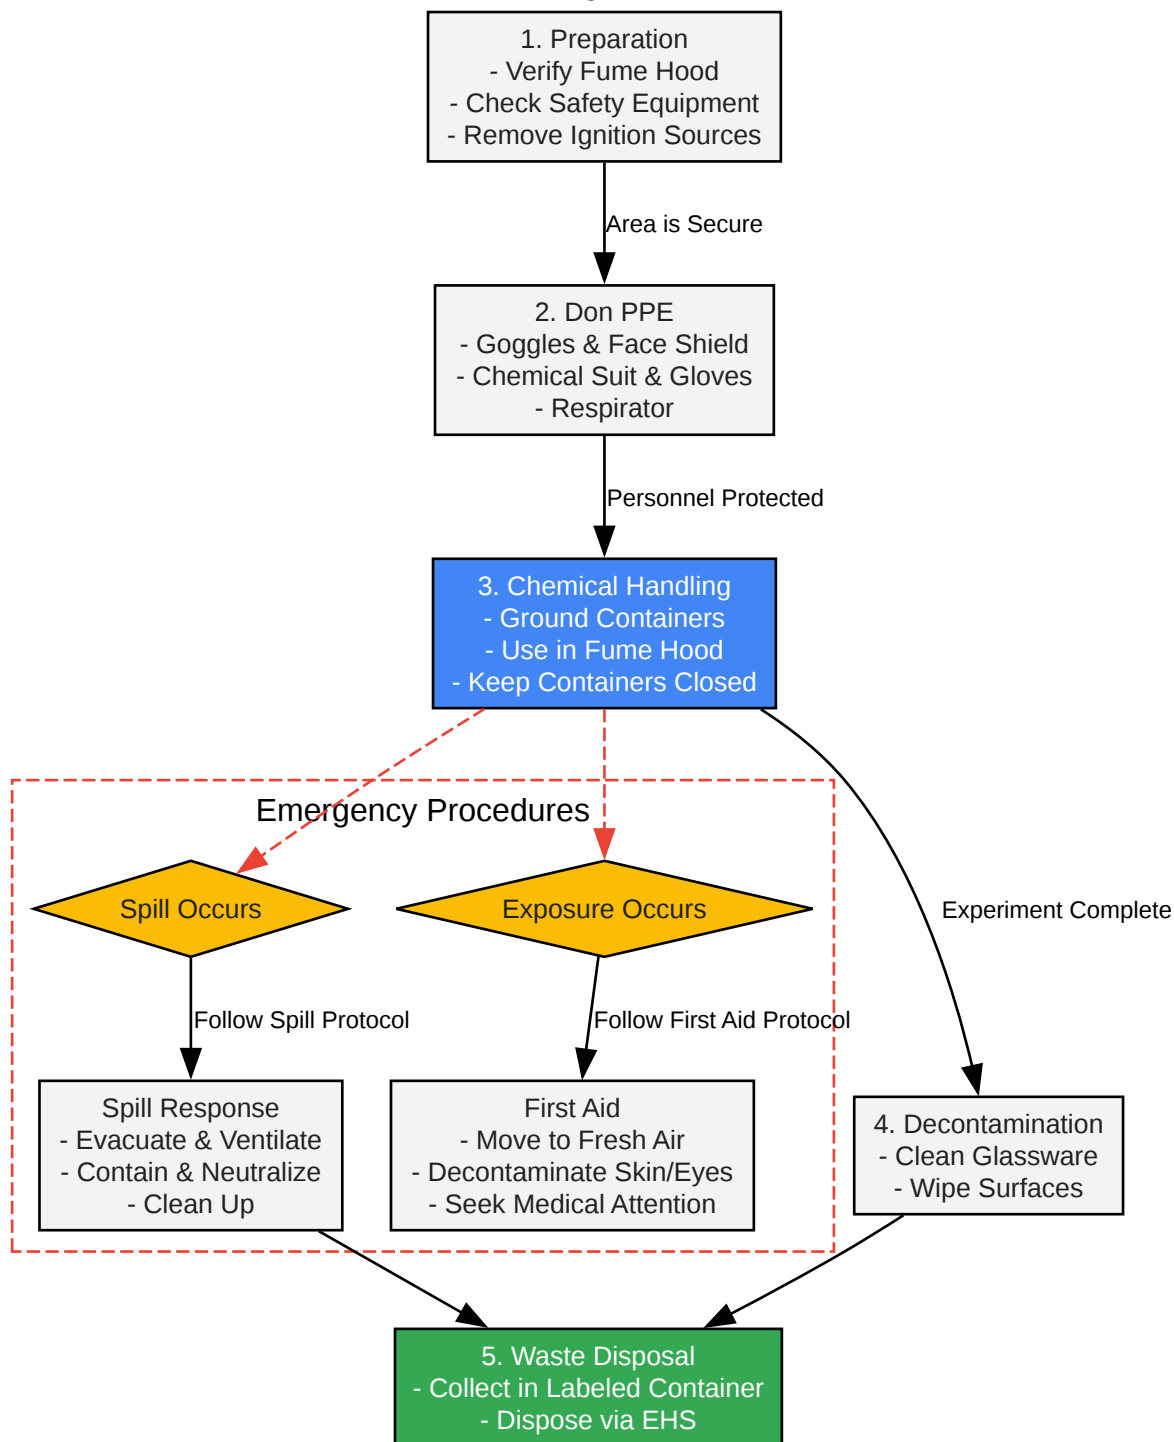 1. Preparation
- Verify Fume Hood
- Check Safety Equipment
- Remove Ignition Sources
Area is Secure
2. Don PPE
- Goggles & Face Shield
- Chemical Suit & Gloves
- Respirator
Personnel Protected
3. Chemical Handling
- Ground Containers
- Use in Fume Hood
- Keep Containers Closed
Emergency Procedures
Spill Occurs
Exposure Occurs
Experiment Complete
Follow Spill Protocol
Follow First Aid Protocol
Spill Response
- Evacuate & Ventilate
- Contain & Neutralize
- Clean Up
First Aid
- Move to Fresh Air
- Decontaminate Skin/Eyes
- Seek Medical Attention
4. Decontamination
- Clean Glassware
- Wipe Surfaces
5. Waste Disposal
- Collect in Labeled Container
- Dispose via EHS